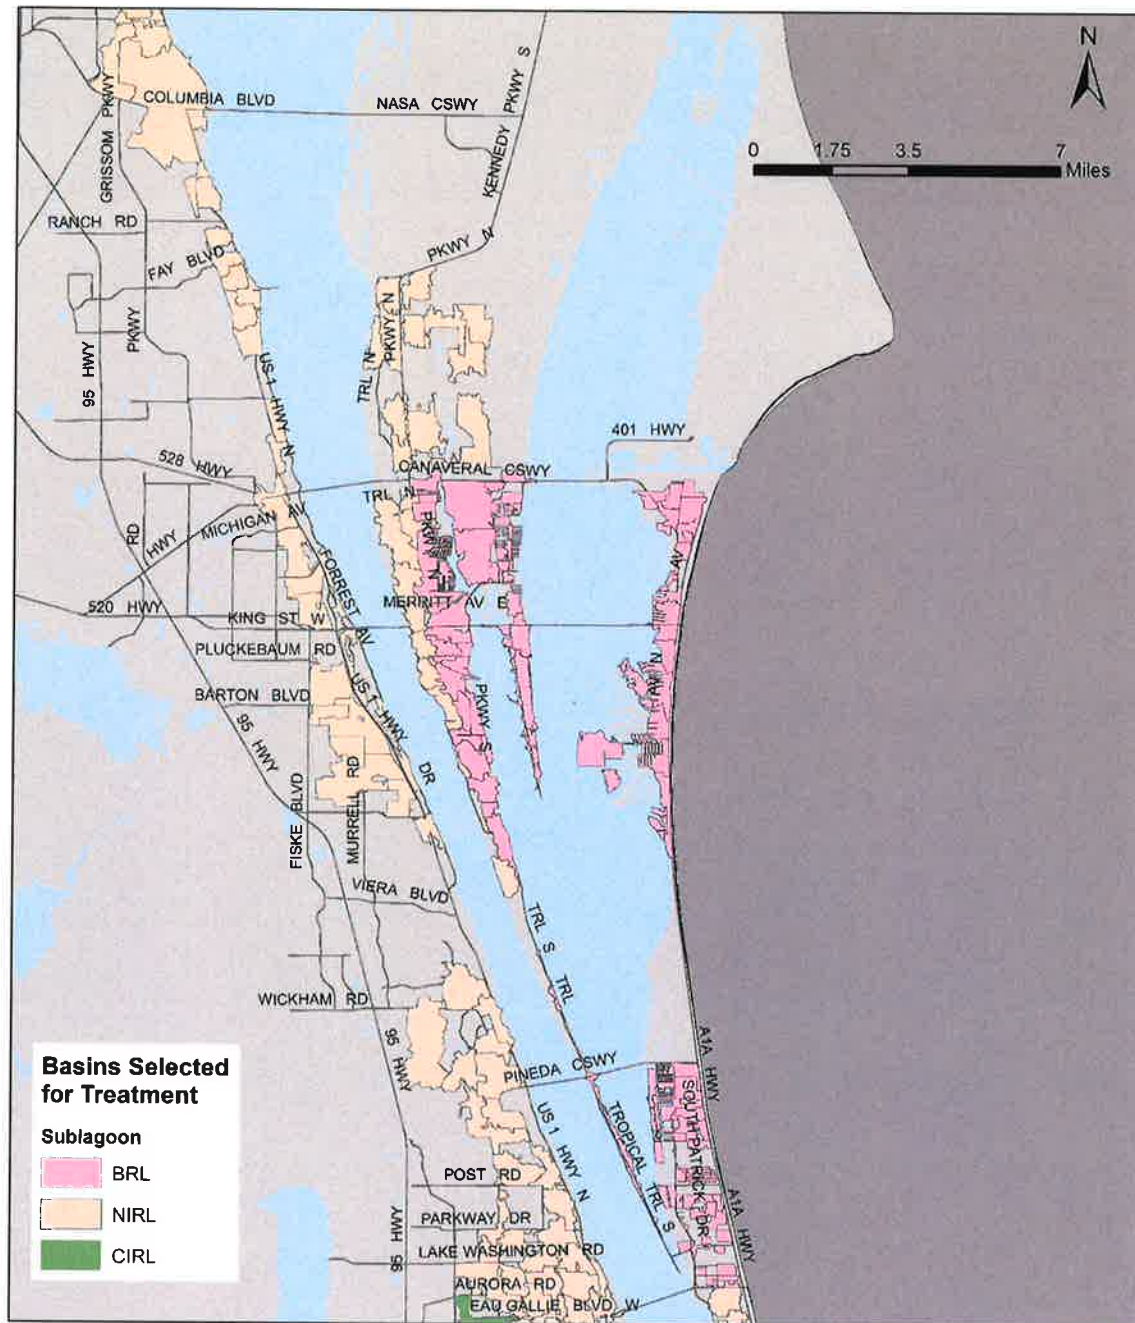 N
0 1.75 3.5 7
Miles
COLUMBIA BLVD
NASA CSWY
KENNEDY PKWY S
GRISSOM PKWY
RANCH RD
FAY BLVD
PKWY N
PKWY
PKWY N
TRL N
95 HWY
US 1 HWY N
401 HWY
528 HWY
CANAVERAL CSWY
TRL N
MICHIGAN AV
HWY
RD
PKWY N
AV
FORREST AV
MERRITT AV E
520 HWY
KING ST W
PLUCKEBAUM RD
AV N
BARTON BLVD
US 1 HWY
PKWY S
95 HWY
DR
MURRELL RD
FISKE BLVD
VIERA BLVD
TRL S
TRL
WICKHAM RD
95 HWY
A1A HWY
PINEDA CSWY
US 1 HWY N
TROPICAL TRL S
SOUTH PATRICK DR
A1A HWY
POST RD
PARKWAY DR
95 HWY
LAKE WASHINGTON RD
AURORA RD
EAU GALLIE BLVD W
Basins Selected
for Treatment
Sublagoon
BRL
NIRL
CIRL